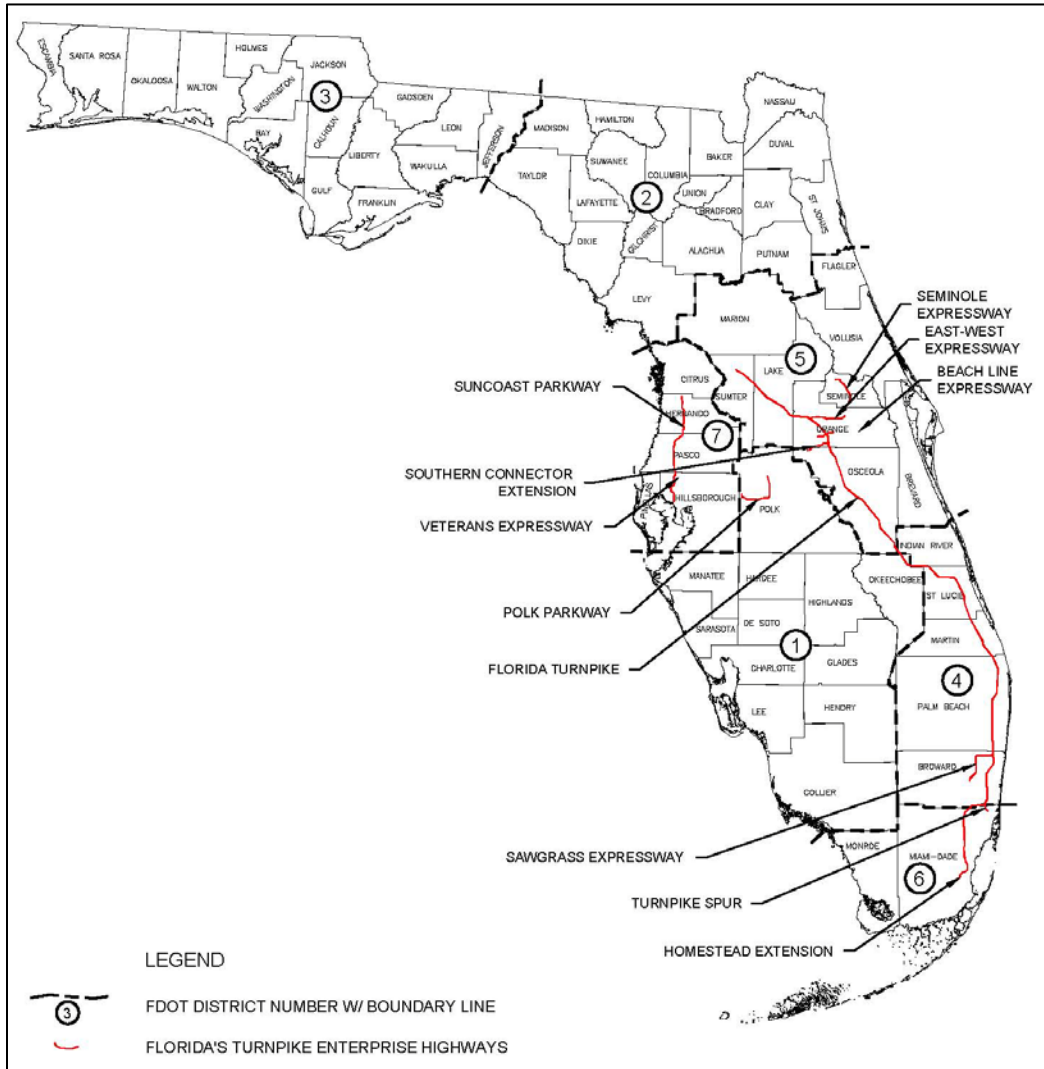 ESCAMBIA
SANTA ROSA
OKALOOSA
WALTON
HOLMES
WASHINGTON
BAY
JACKSON
3
CALHOUN
GULF
GADSDEN
LIBERTY
FRANKLIN
LEON
WAKULLA
JEFFERSON
MADISON
TAYLOR
HAMILTON
SUWANEE
LAFAYETTE
DIXIE
COLUMBIA
2
GILCHRIST
UNION
BRADFORD
BAKER
NASSAU
DUVAL
CLAY
ST JOHNS
ALACHUA
PUTNAM
FLAGLER
LEVY
MARION
VOLUSIA
5
LAKE
CITRUS
SUMTER
HERNANDO
7
PASCO
PINELLAS
HILLSBOROUGH
POLK
SEMINOLE
ORANGE
OSCEOLA
BREVARD
INDIAN RIVER
MANATEE
HARDEE
HIGHLANDS
OKEECHOBEE
ST LUCIE
SARASOTA
DE SOTO
1
MARTIN
CHARLOTTE
GLADES
4
PALM BEACH
LEE
HENDRY
BROWARD
COLLIER
MONROE
MIAMI-DADE
6
SEMINOLE
EXPRESSWAY
EAST-WEST
EXPRESSWAY
BEACH LINE
EXPRESSWAY
SUNCOAST PARKWAY
SOUTHERN CONNECTOR
EXTENSION
VETERANS EXPRESSWAY
POLK PARKWAY
FLORIDA TURNPIKE
SAWGRASS EXPRESSWAY
TURNPIKE SPUR
HOMESTEAD EXTENSION
LEGEND
3
FDOT DISTRICT NUMBER W/ BOUNDARY LINE
FLORIDA'S TURNPIKE ENTERPRISE HIGHWAYS